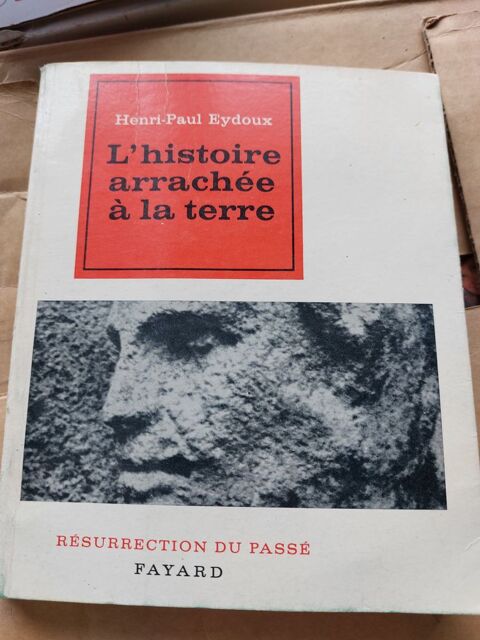 Henri-Paul Eydoux
L'histoire
arrachée
à la terre
RÉSURRECTION DU PASSÉ
FAYARD